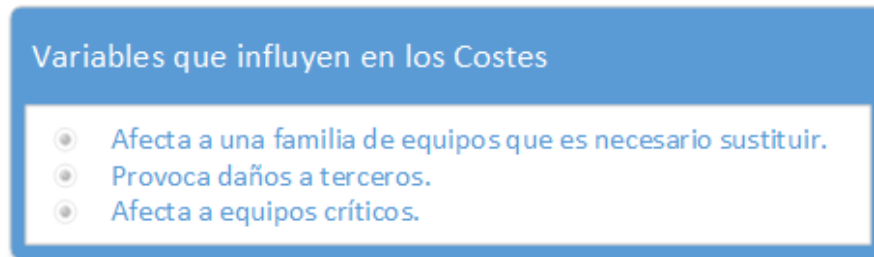 Variables que influyen en los Costes
Afecta a una familia de equipos que es necesario sustituir.
Provoca daños a terceros.
Afecta a equipos críticos.